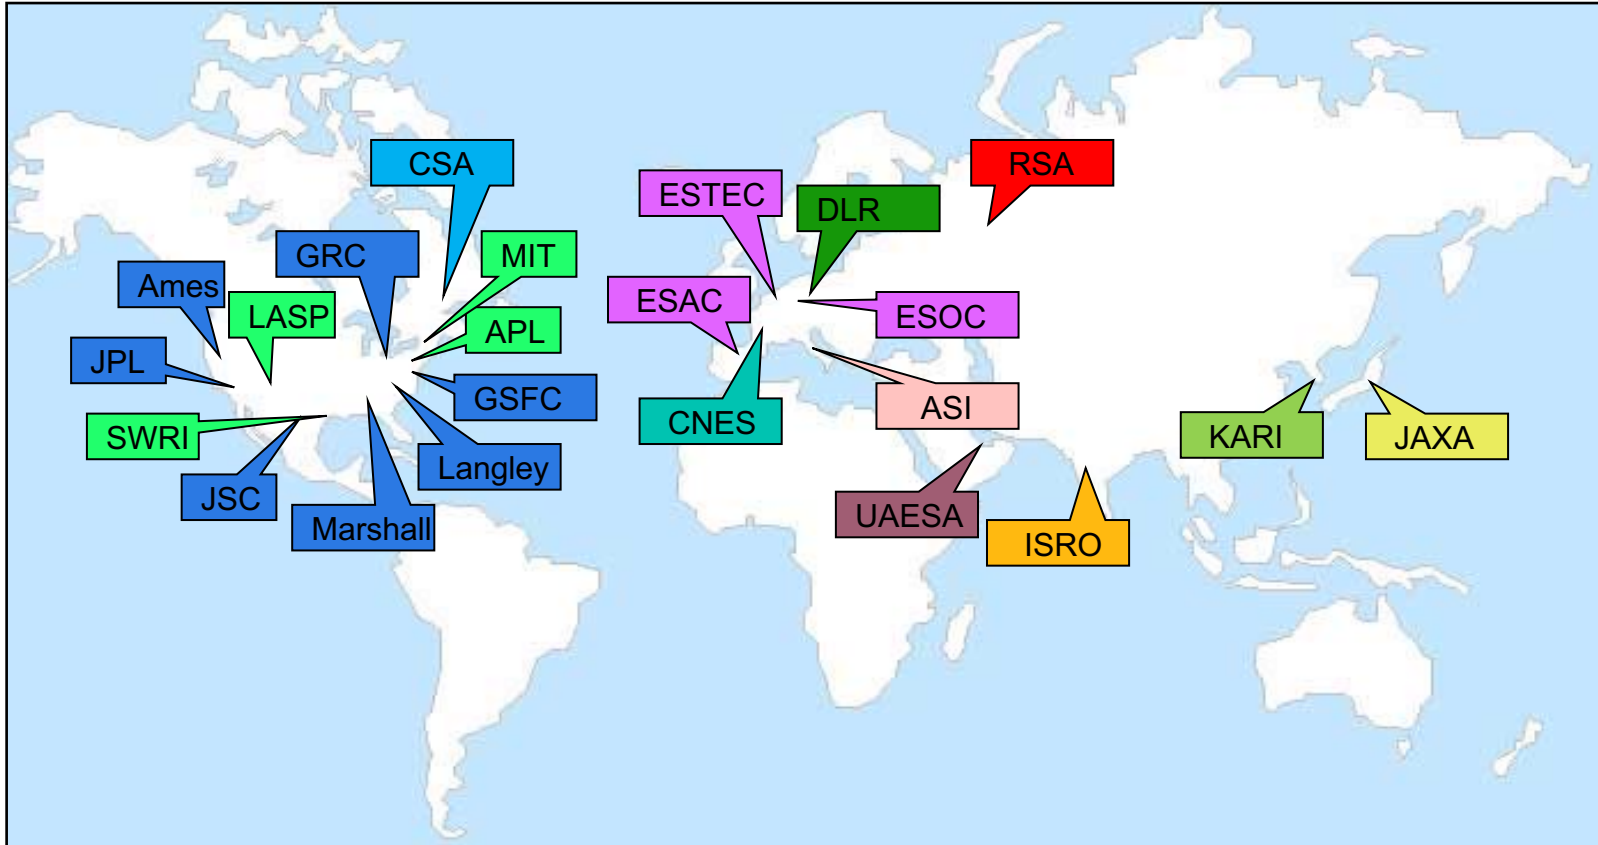 CSA
RSA
ESTEC
DLR
GRC
MIT
Ames
ESAC
LASP
APL
ESOC
JPL
GSFC
ASI
CNES
SWRI
KARI
JAXA
Langley
JSC
UAESA
Marshall
ISRO